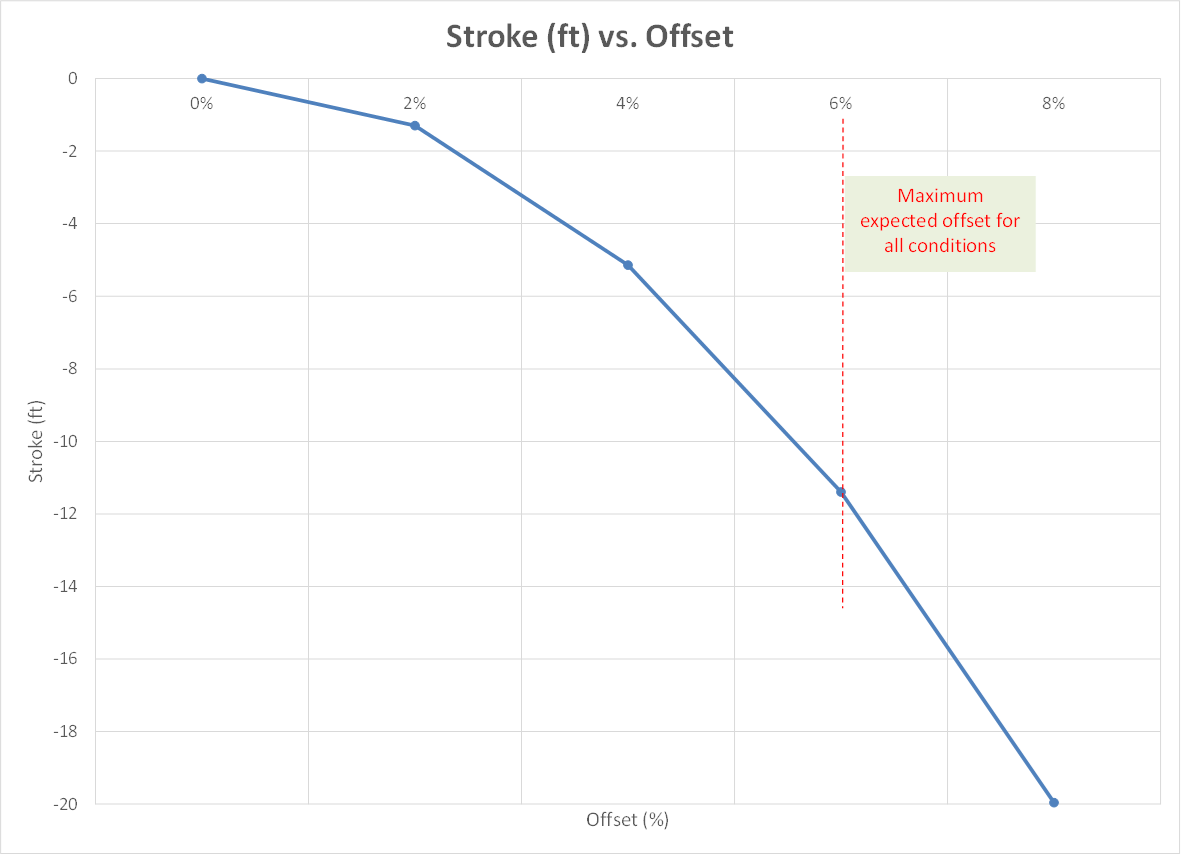 Stroke (ft) vs. Offset
0
0%
2%
4%
6%
8%
-2
Maximum
expected offset for
all conditions
-4
-6
-8
-10
-12
-14
-16
-18
-20
Stroke (ft)
Offset (%)